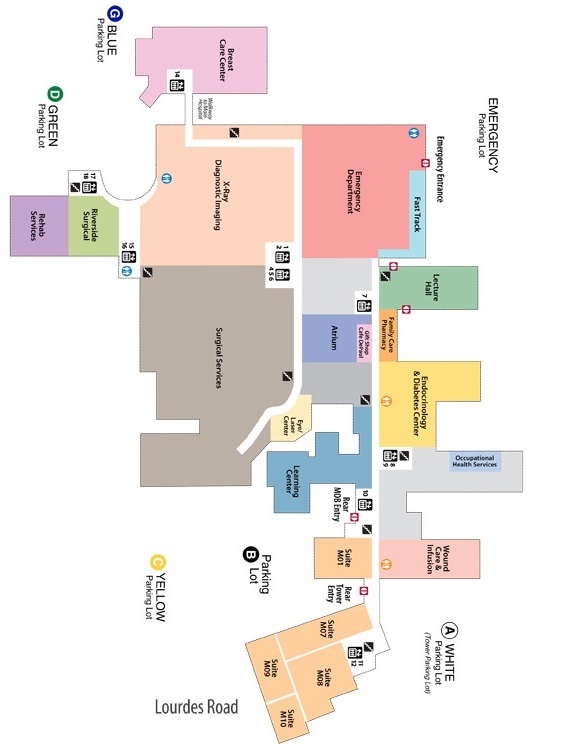 G BLUE
Parking Lot
Breast
Care Center
14
Walkway
to Main
Hospital
D GREEN
Parking Lot
EMERGENCY
Parking Lot
Emergency Entrance
Emergency
Department
Fast Track
X-Ray
Diagnostic Imaging
17
18
Riverside
Surgical
Rehab
Services
15
16
1
2
4 5 6
7
Lecture
Hall
Atrium
Gift Shop
Cafe DePaul
Family Care
Pharmacy
Surgical Services
Endocrinology
& Diabetes Center
Eye/
Laser
Center
Learning
Center
8
9
Occupational
Health Services
10
Rear
MOB Entry
Suite
M01
Wound
Care &
Infusion
Rear
Tower
Entry
Parking
Lot
B
C YELLOW
Parking Lot
A WHITE
Parking Lot
(Tower Parking Lot)
11
12
Suite
M07
Suite
M08
Suite
M09
Suite
M10
Lourdes Road